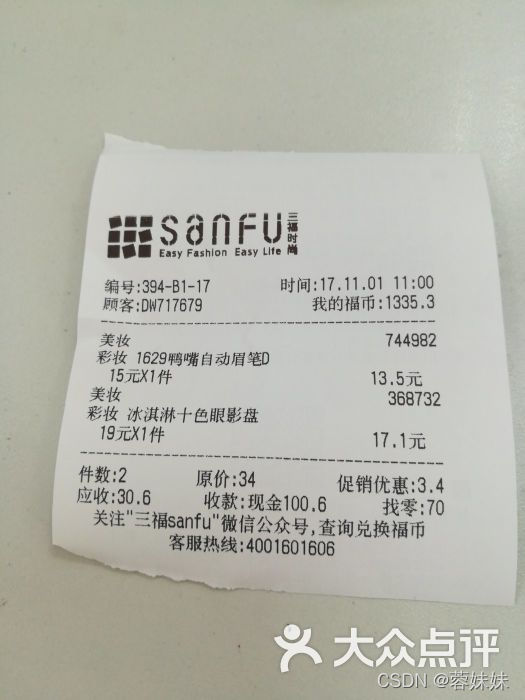 sanfu 三福时尚
Easy Fashion Easy Life
编号:394-B1-17 时间:17.11.01 11:00
顾客:DW717679 我的福币:1335.3
美妆 744982
彩妆 1629鸭嘴自动眉笔D
15元X1件 13.5元
美妆 368732
彩妆 冰淇淋十色眼影盘
19元X1件 17.1元
件数:2 原价:34 促销优惠:3.4
应收:30.6 收款:现金100.6 找零:70
关注"三福sanfu"微信公众号,查询兑换福币
客服热线:4001601606
大众点评
CSDN @蓉妹妹